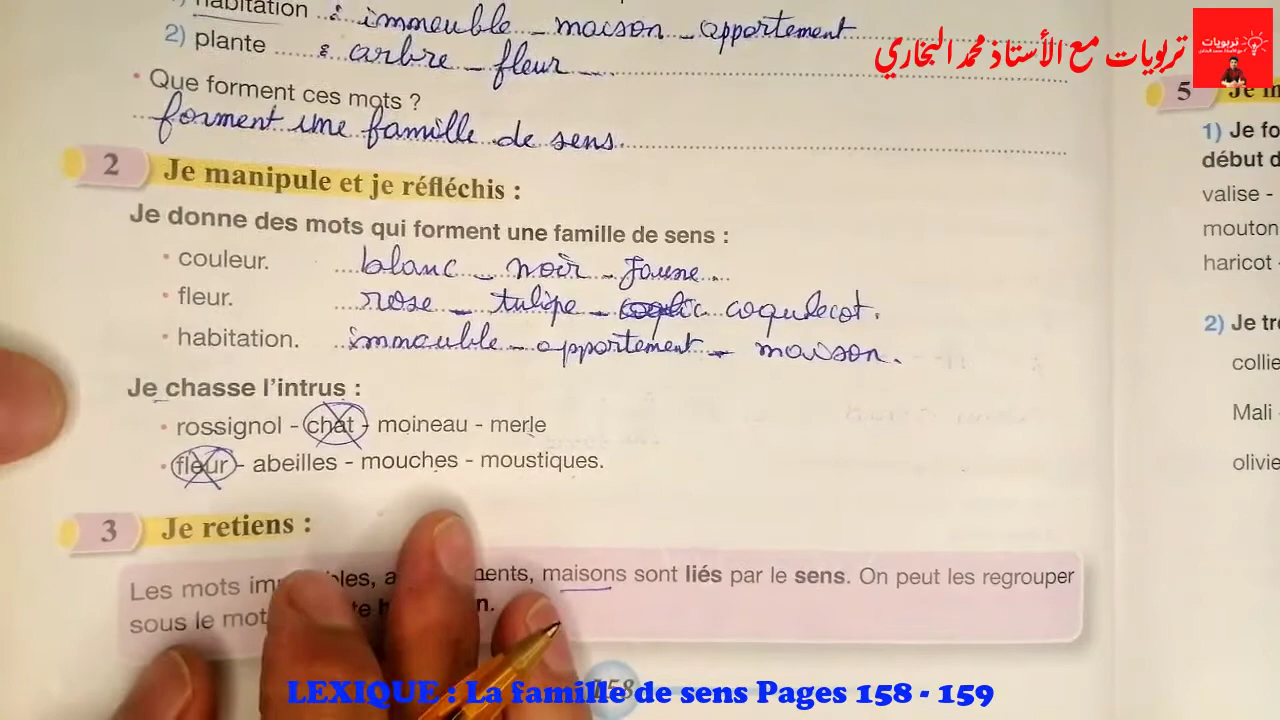 habitation : immeuble - maison - appartement
2) plante : arbre - fleur -
• Que forment ces mots ?
forment une famille de sens.
2 Je manipule et je réfléchis :
Je donne des mots qui forment une famille de sens :
• couleur. blanc - noir - jaune.
• fleur. rose - tulipe - coqulecot.
• habitation. immeuble - appartement - maison.
Je chasse l'intrus :
• rossignol - chat - moineau - merle
• fleur - abeilles - mouches - moustiques.
3 Je retiens :
Les mots maisons sont liés par le sens. On peut les regrouper
sous le mot
158
تربويات مع الأستاذ محمد البخاري
تربويات
5
1) Je fo
début d
valise -
mouton
haricot -
2) Je tr
collie
Mali
olivie
LEXIQUE : La famille de sens Pages 158 - 159